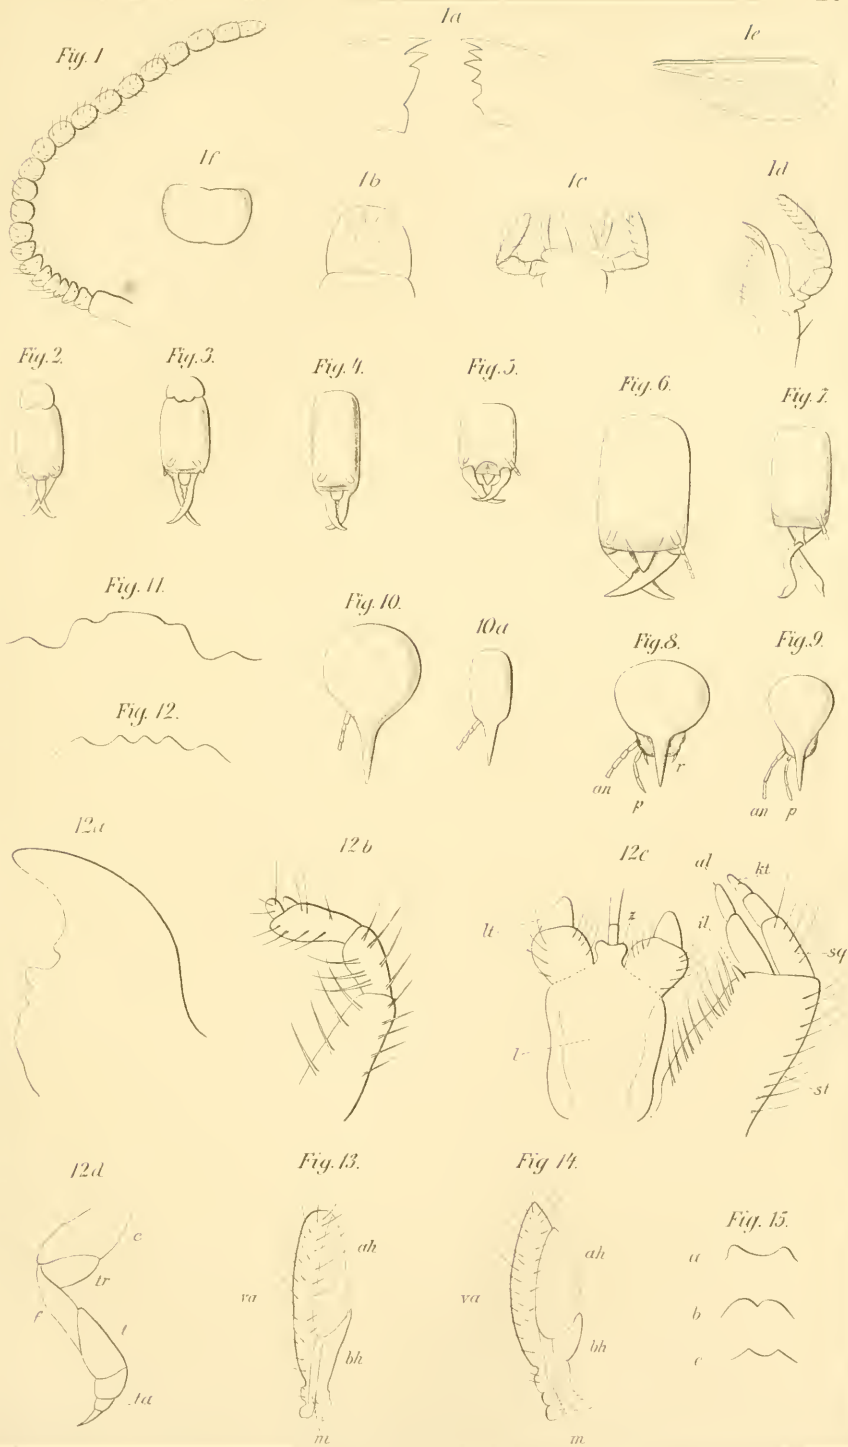 Fig. 1
1a
1e
1f
1b
1c
1d
Fig. 2.
Fig. 3.
Fig. 4.
Fig. 5.
Fig. 6.
Fig. 7.
Fig. 11.
Fig. 10.
10a
Fig. 8.
Fig. 9.
Fig. 12.
r
an
p
an
p
12a
12b
12c
al
kt
z
lt
il
sq
l
st
12d
Fig. 13.
Fig 14.
Fig. 15.
c
ah
ah
a
tr
va
va
f
t
b
bh
bh
c
ta
m
m